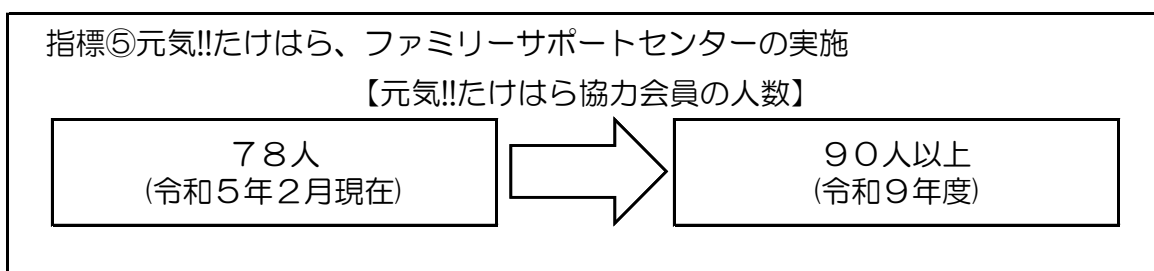 指標⑤元気!!たけはら、ファミリーサポートセンターの実施
【元気!!たけはら協力会員の人数】
７８人
(令和５年２月現在)
９０人以上
(令和９年度)